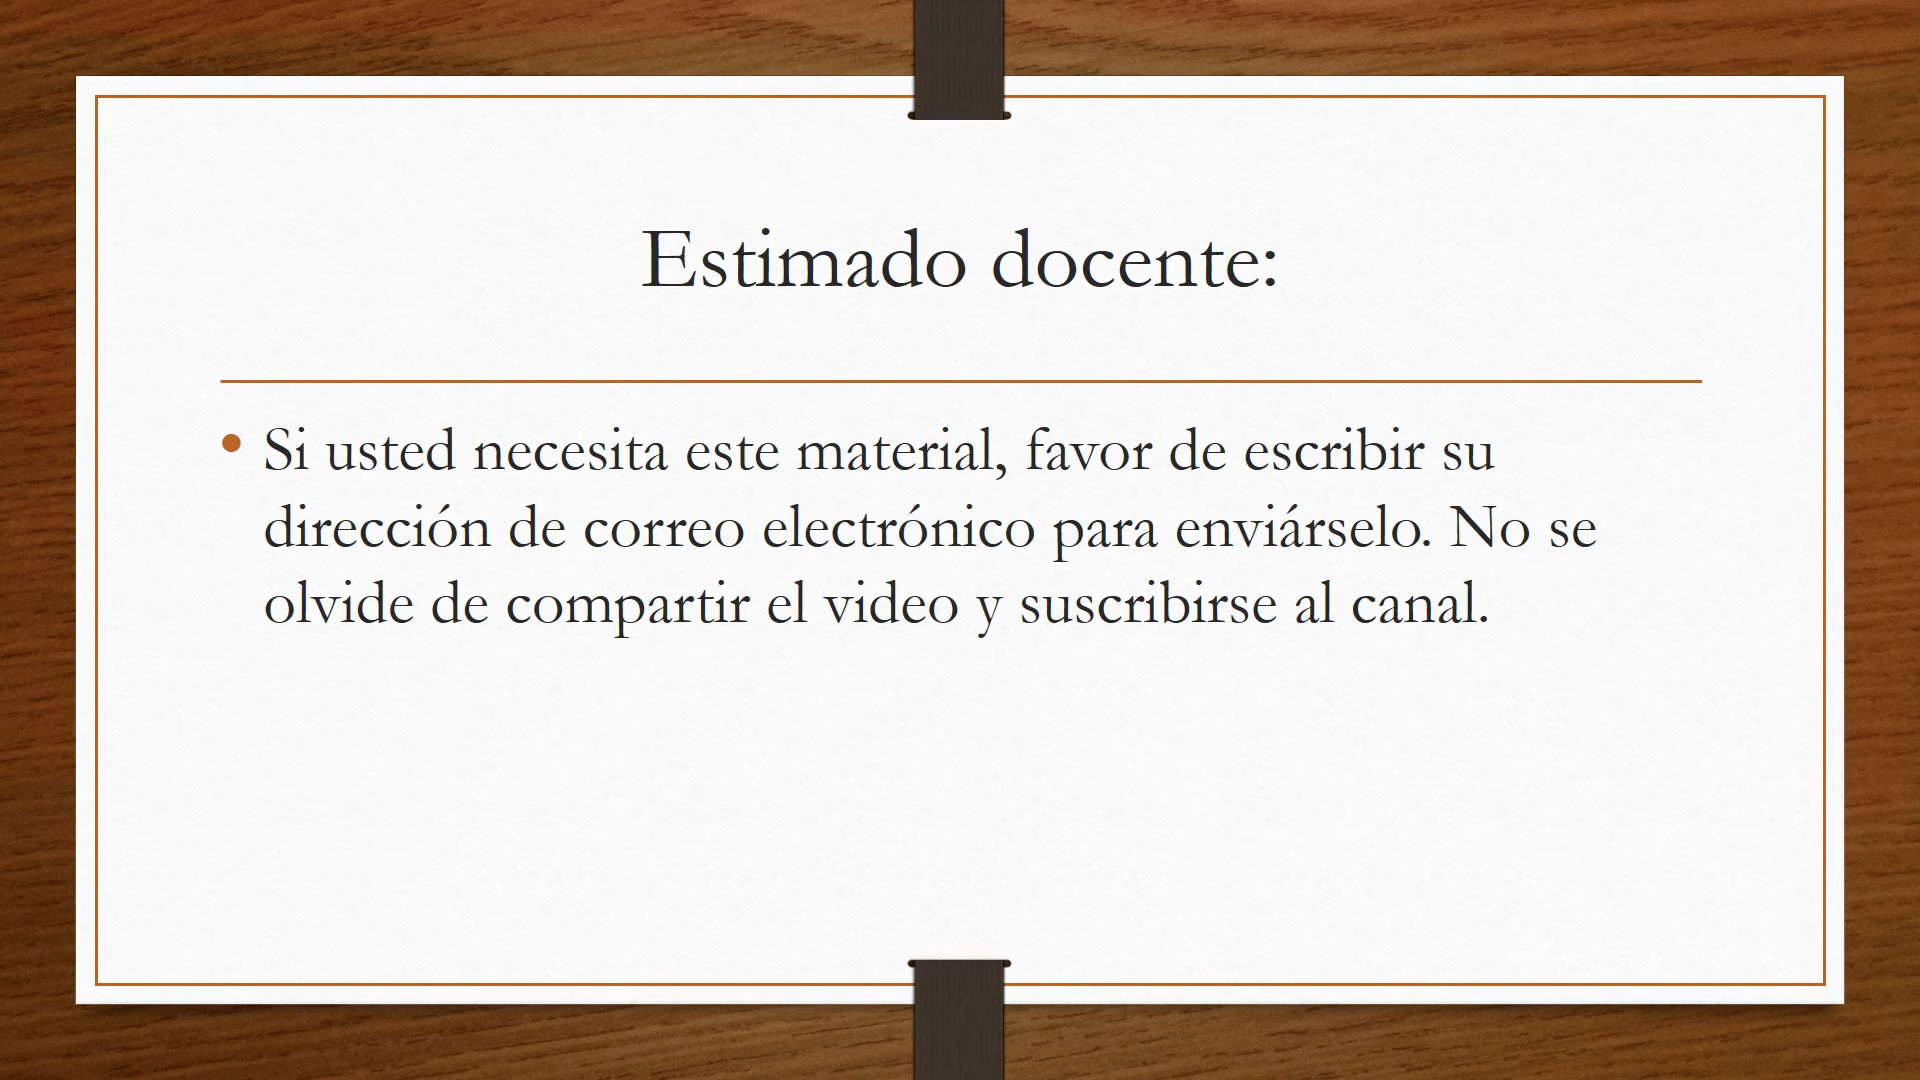 Estimado docente:
• Si usted necesita este material, favor de escribir su
dirección de correo electrónico para enviárselo. No se
olvide de compartir el video y suscribirse al canal.